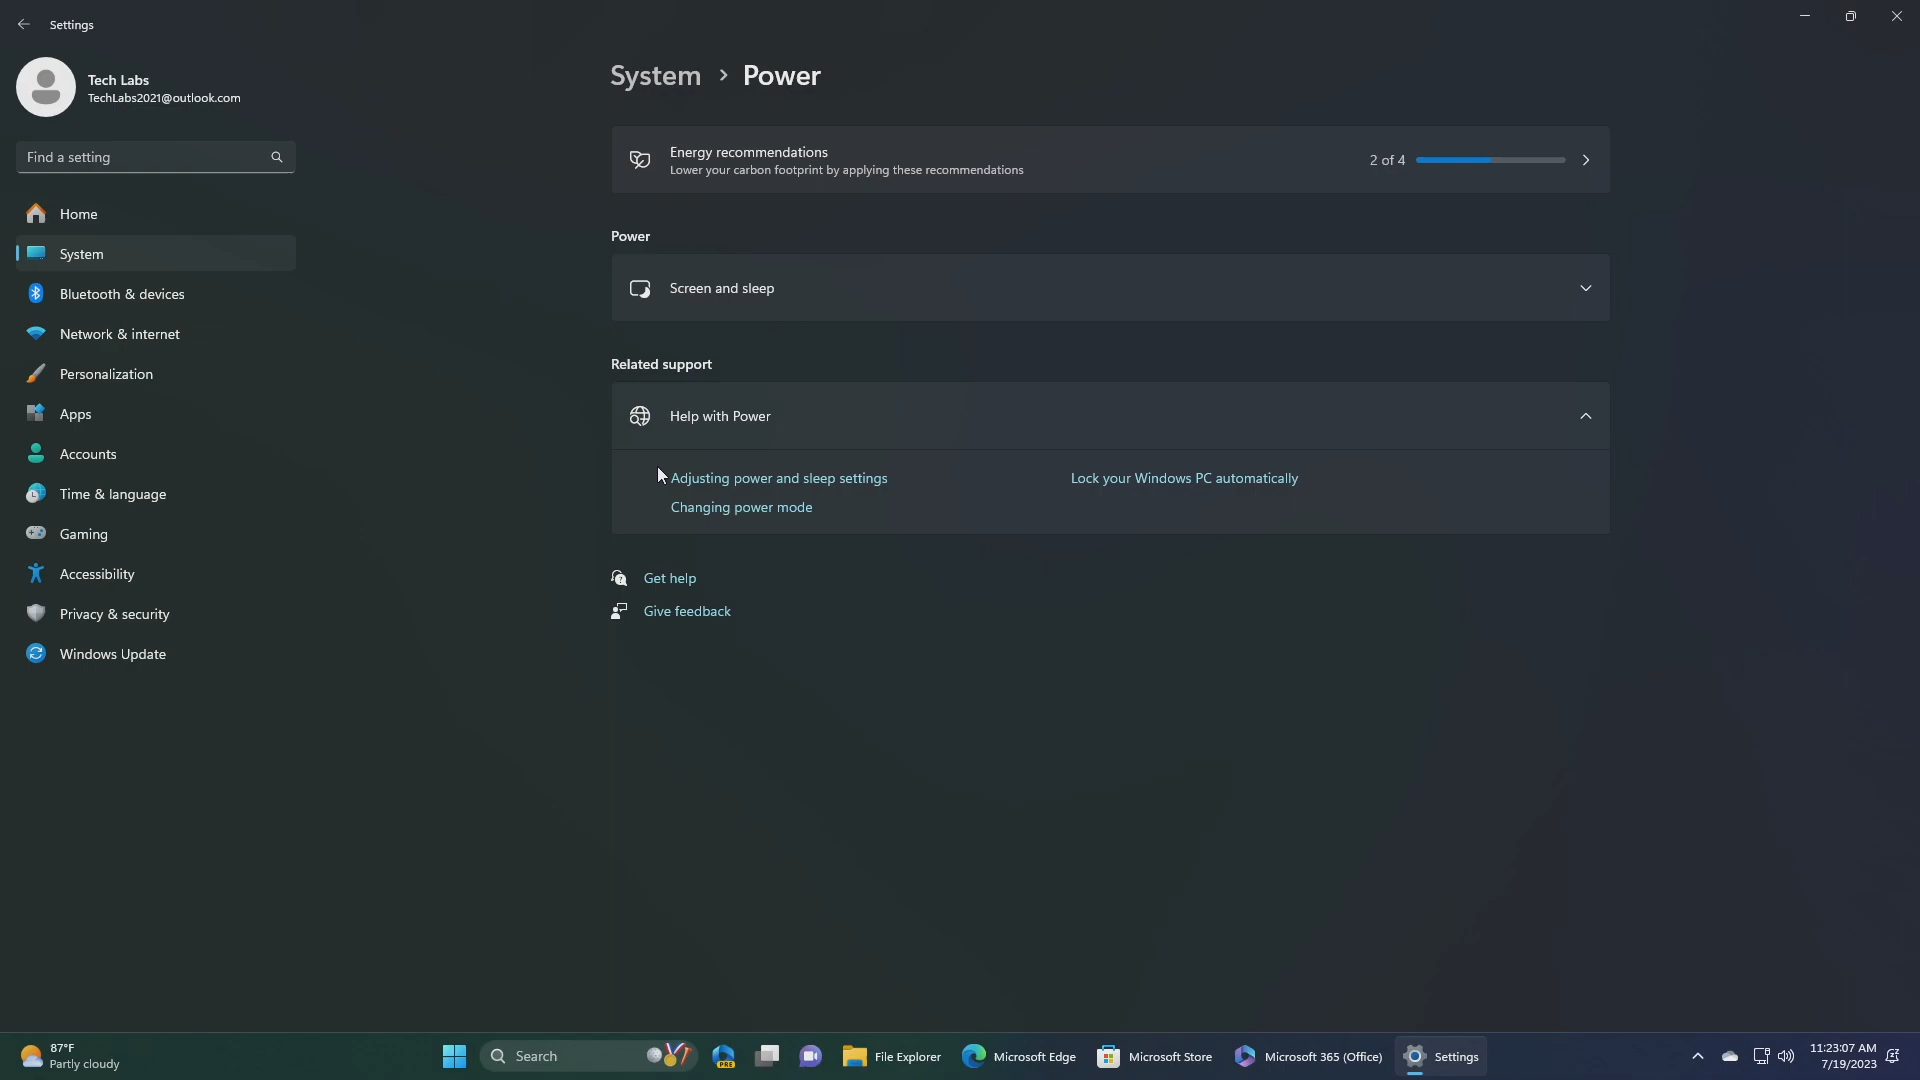 Settings
Tech Labs
TechLabs2021@outlook.com
Find a setting
Home
System
Bluetooth & devices
Network & internet
Personalization
Apps
Accounts
Time & language
Gaming
Accessibility
Privacy & security
Windows Update
System > Power
Energy recommendations
Lower your carbon footprint by applying these recommendations
2 of 4
Power
Screen and sleep
Related support
Help with Power
Adjusting power and sleep settings
Lock your Windows PC automatically
Changing power mode
Get help
Give feedback
87°F
Partly cloudy
Search
PRE
File Explorer
Microsoft Edge
Microsoft Store
Microsoft 365 (Office)
Settings
11:23:07 AM
7/19/2023